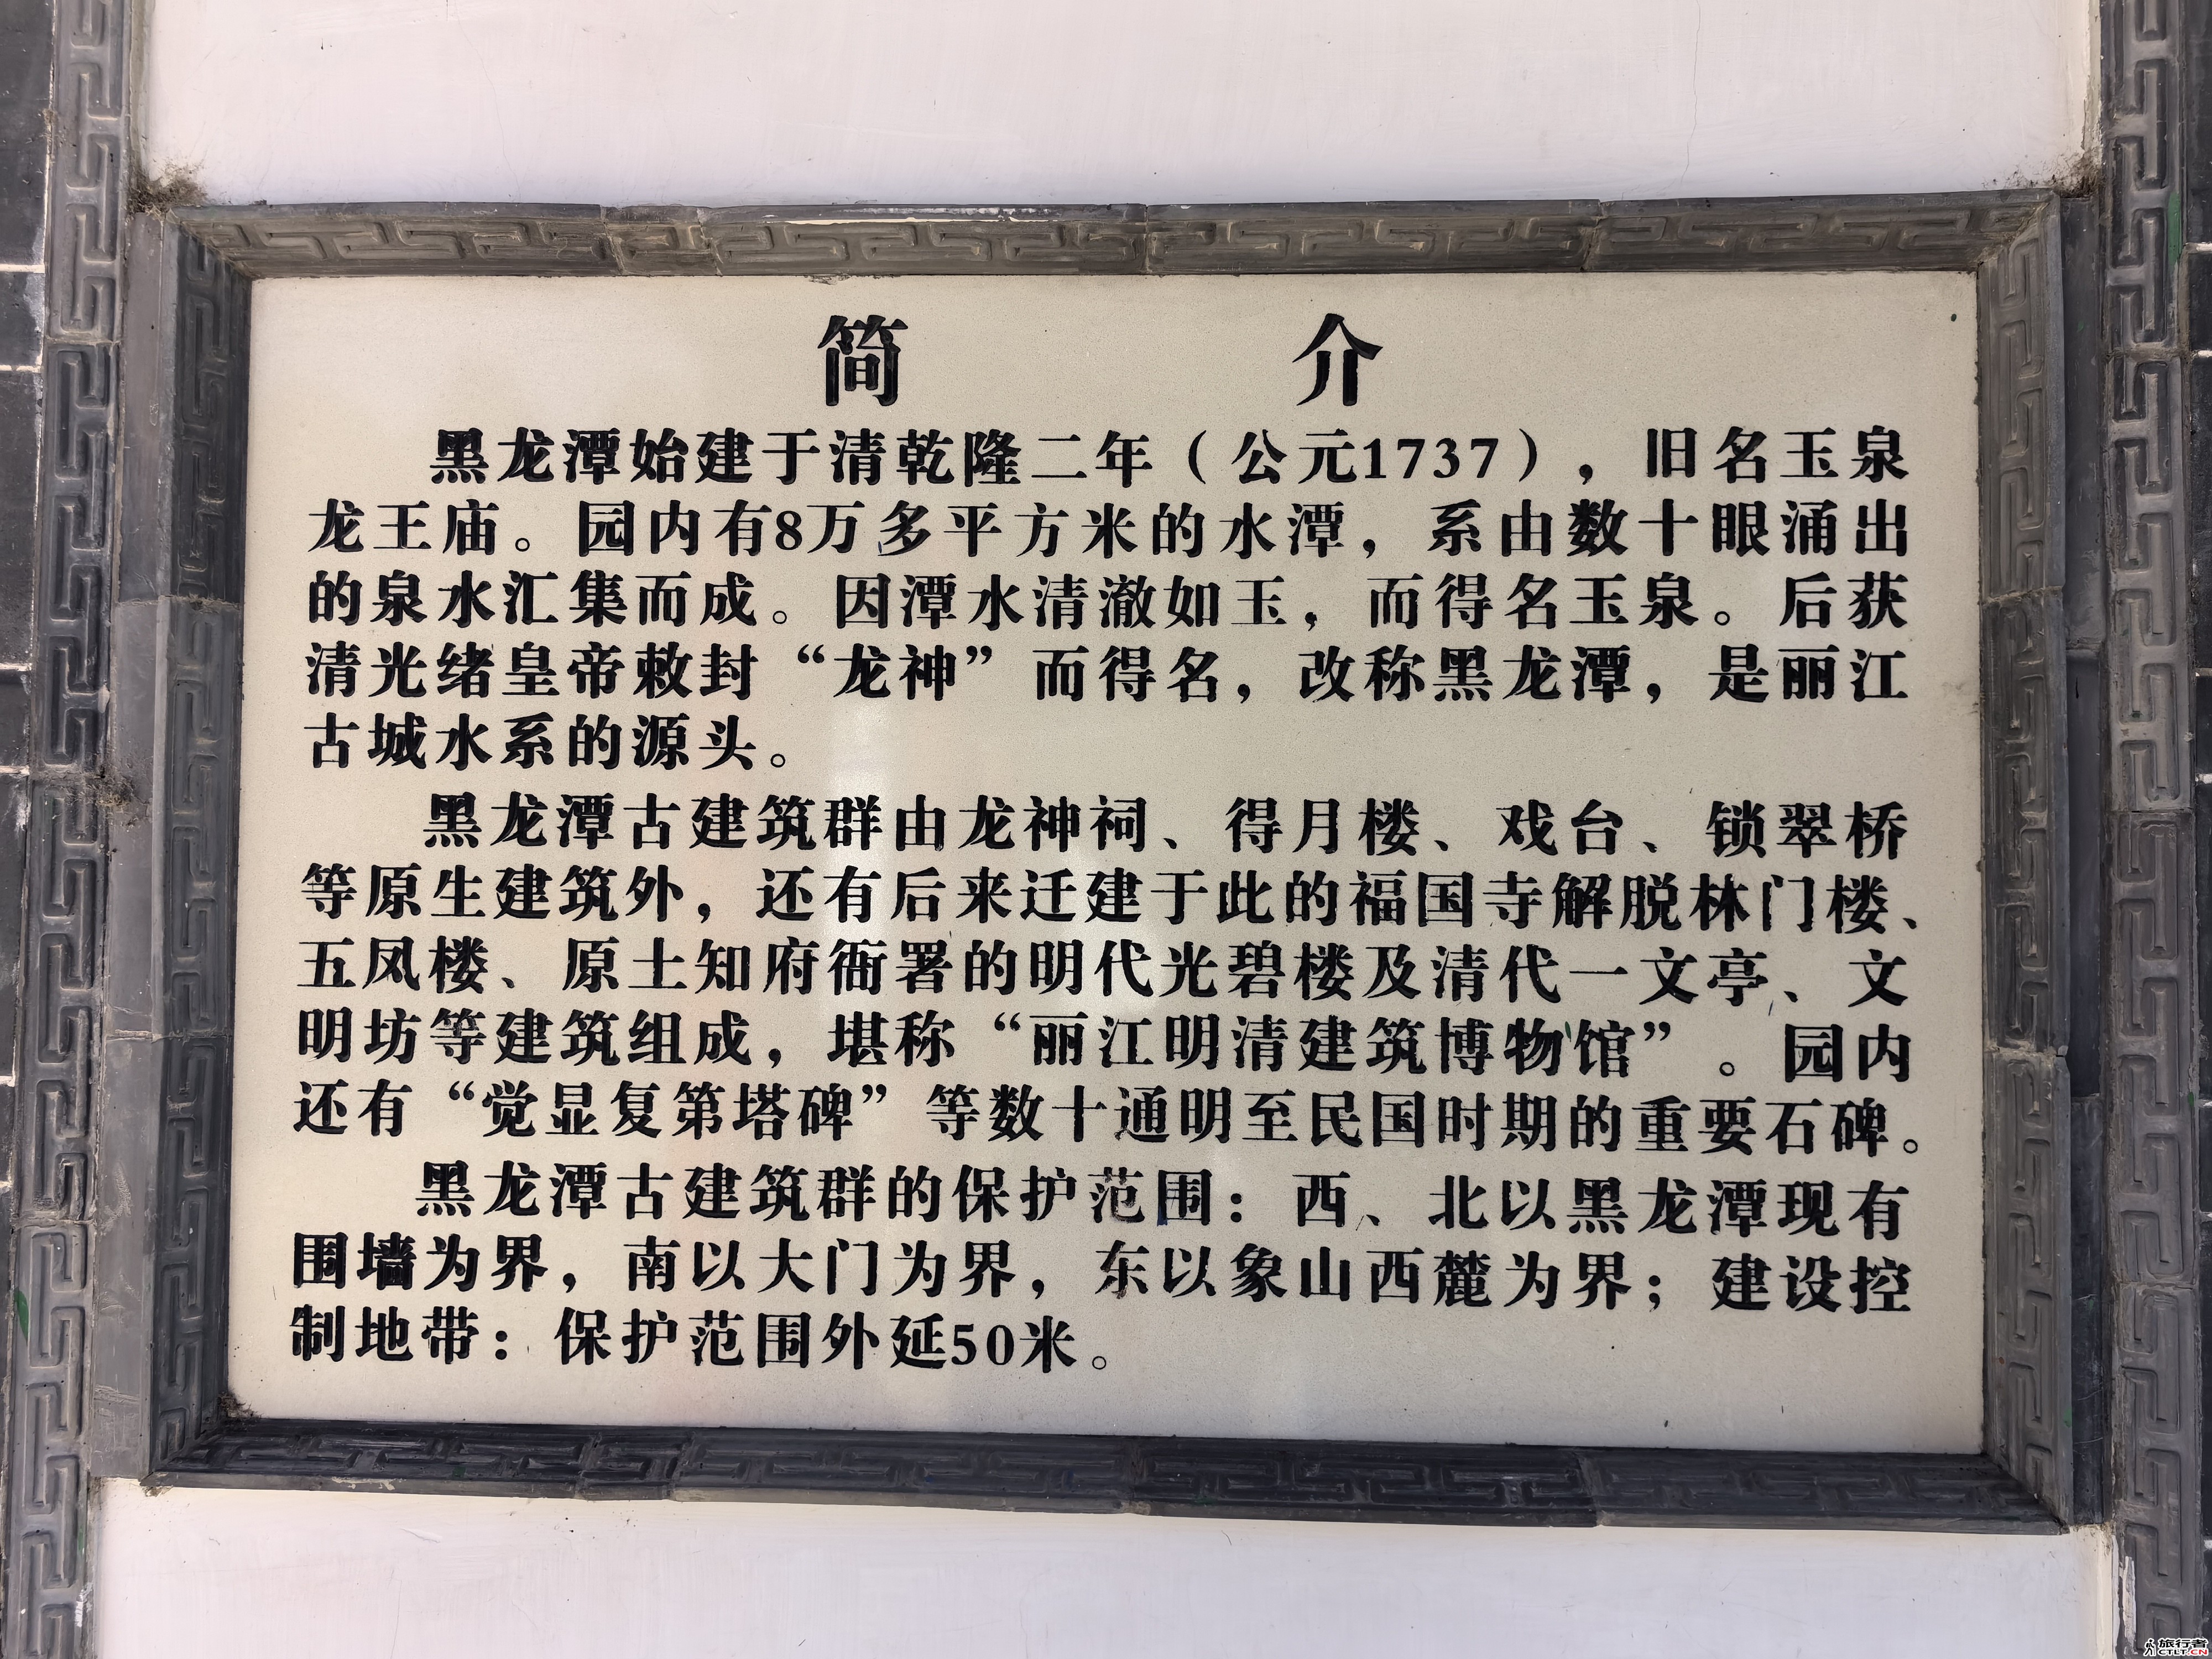 简 介
黑龙潭始建于清乾隆二年（公元1737），旧名玉泉
龙王庙。园内有8万多平方米的水潭，系由数十眼涌出
的泉水汇集而成。因潭水清澈如玉，而得名玉泉。后获
清光绪皇帝敕封“龙神”而得名，改称黑龙潭，是丽江
古城水系的源头。
黑龙潭古建筑群由龙神祠、得月楼、戏台、锁翠桥
等原生建筑外，还有后来迁建于此的福国寺解脱林门楼、
五凤楼、原土知府衙署的明代光碧楼及清代一文亭、文
明坊等建筑组成，堪称“丽江明清建筑博物馆”。园内
还有“觉显复第塔碑”等数十通明至民国时期的重要石碑。
黑龙潭古建筑群的保护范围：西、北以黑龙潭现有
围墙为界，南以大门为界，东以象山西麓为界；建设控
制地带：保护范围外延50米。
旅行者
CTLT.CN